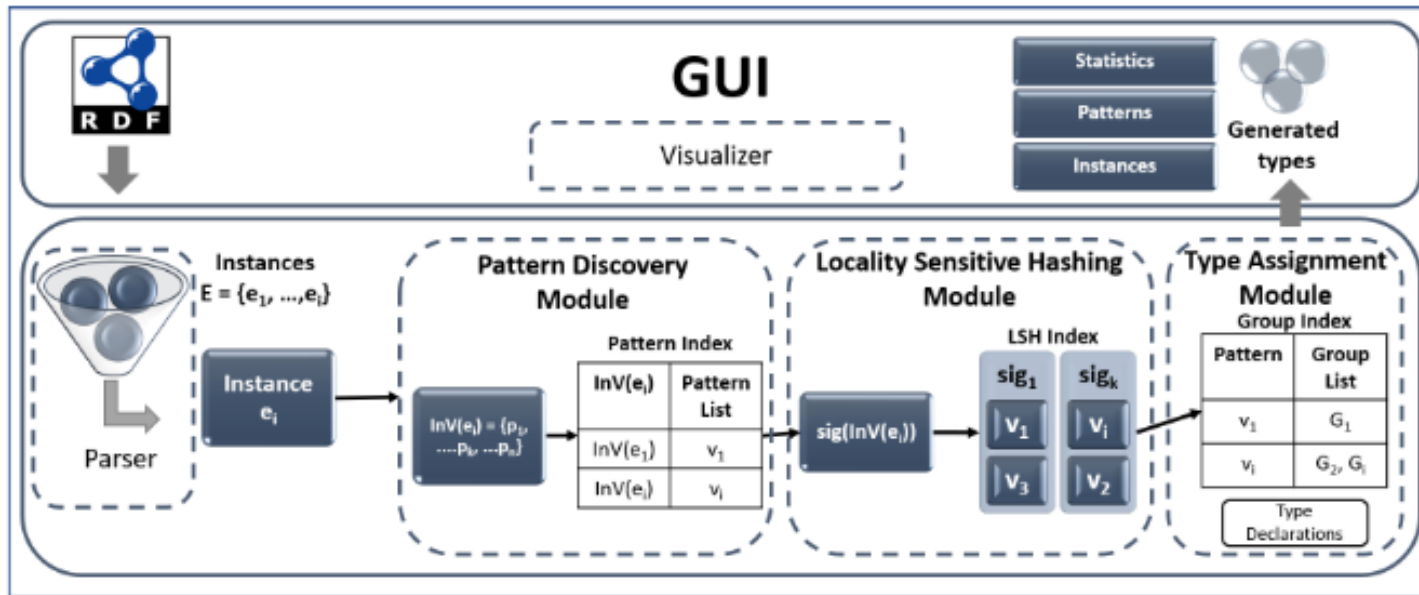 RDF
GUI
Visualizer
Statistics
Patterns
Instances
Generated
types
Parser
Instances
E = {e₁, ...,eᵢ}
Instance
eᵢ
Pattern Discovery
Module
InV(eᵢ) = {p₁,
....pₖ, ...pₙ}
Pattern Index
InV(eᵢ) Pattern List
InV(e₁) v₁
InV(eᵢ) vᵢ
Locality Sensitive Hashing
Module
sig(InV(eᵢ))
LSH Index
sig₁ sigₖ
v₁ vᵢ
v₃ v₂
Type Assignment
Module
Group Index
Pattern Group List
v₁ G₁
vᵢ G₂, Gᵢ
Type
Declarations